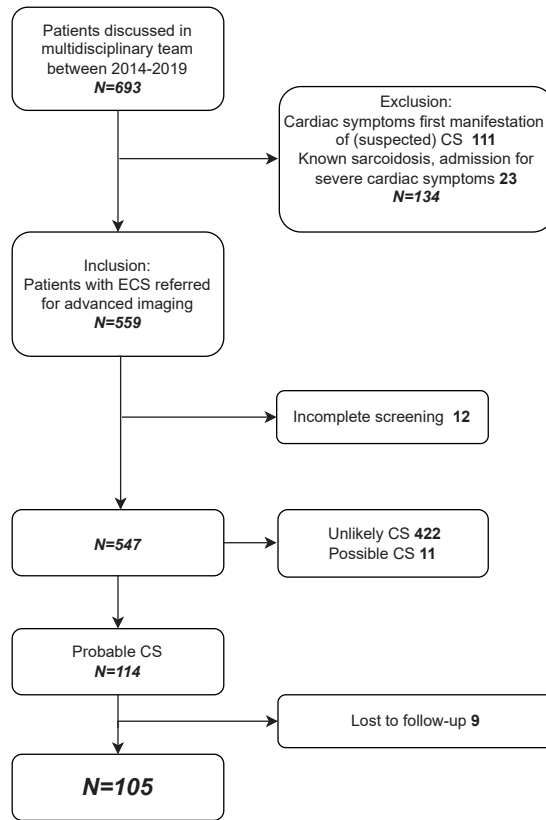 Patients discussed in
multidisciplinary team
between 2014-2019
N=693
Exclusion:
Cardiac symptoms first manifestation
of (suspected) CS 111
Known sarcoidosis, admission for
severe cardiac symptoms 23
N=134
Inclusion:
Patients with ECS referred
for advanced imaging
N=559
Incomplete screening 12
N=547
Unlikely CS 422
Possible CS 11
Probable CS
N=114
Lost to follow-up 9
N=105